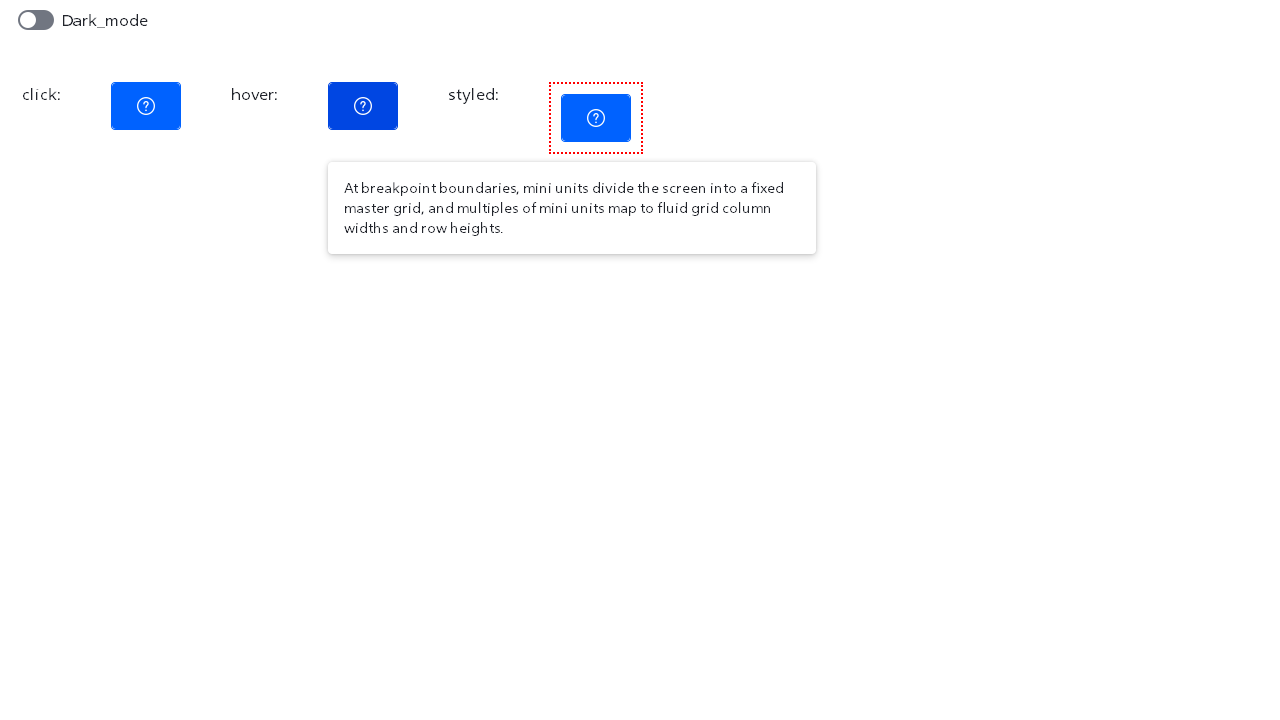 Dark_mode
click: hover: styled:
At breakpoint boundaries, mini units divide the screen into a fixed
master grid, and multiples of mini units map to fluid grid column
widths and row heights.